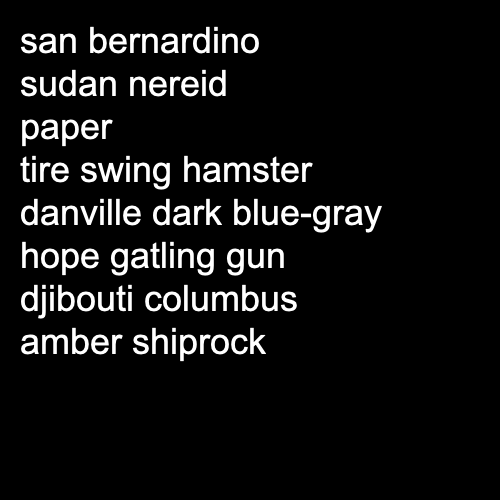 san bernardino
sudan nereid
paper
tire swing hamster
danville dark blue-gray
hope gatling gun
djibouti columbus
amber shiprock